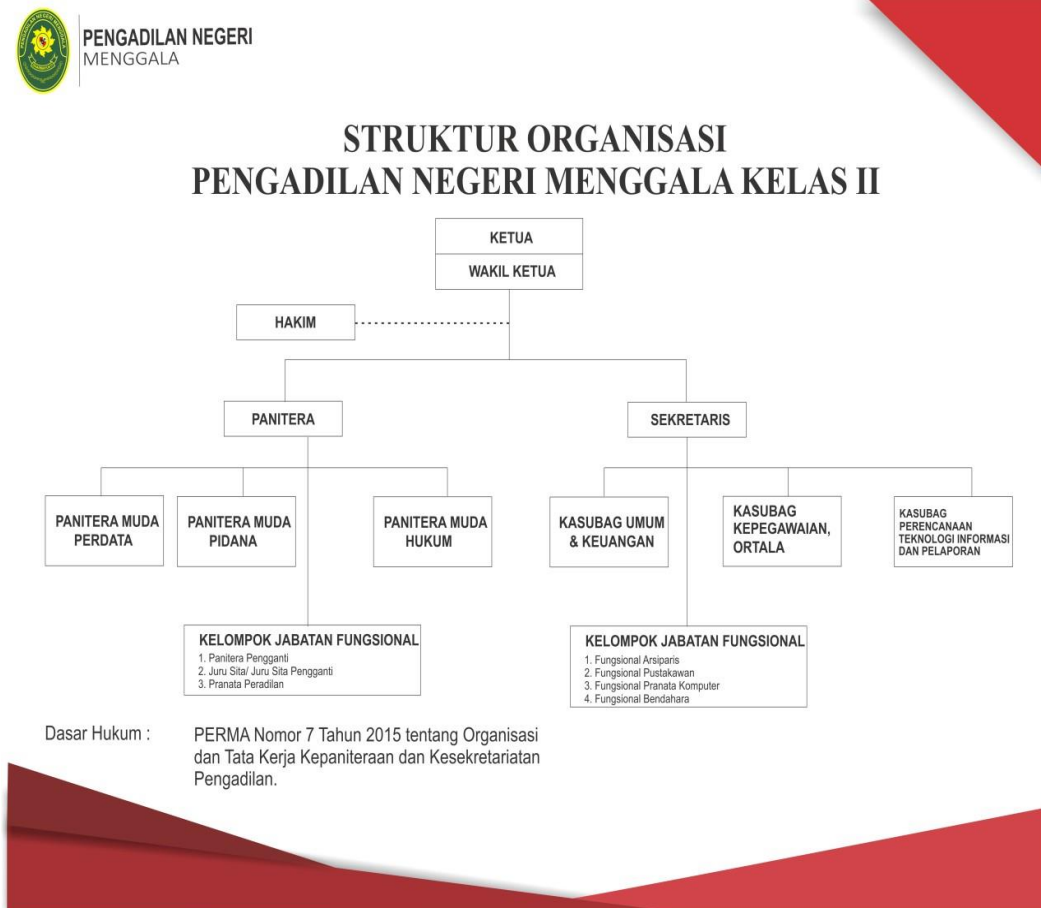 PENGADILAN NEGERI
MENGGALA
STRUKTUR ORGANISASI
PENGADILAN NEGERI MENGGALA KELAS II
KETUA
WAKIL KETUA
HAKIM
PANITERA
SEKRETARIS
PANITERA MUDA
PERDATA
PANITERA MUDA
PIDANA
PANITERA MUDA
HUKUM
KASUBAG UMUM
& KEUANGAN
KASUBAG
KEPEGAWAIAN,
ORTALA
KASUBAG
PERENCANAAN
TEKNOLOGI INFORMASI
DAN PELAPORAN
KELOMPOK JABATAN FUNGSIONAL
1. Panitera Pengganti
2. Juru Sita/ Juru Sita Pengganti
3. Pranata Peradilan
KELOMPOK JABATAN FUNGSIONAL
1. Fungsional Arsiparis
2. Fungsional Pustakawan
3. Fungsional Pranata Komputer
4. Fungsional Bendahara
Dasar Hukum :
PERMA Nomor 7 Tahun 2015 tentang Organisasi
dan Tata Kerja Kepaniteraan dan Kesekretariatan
Pengadilan.